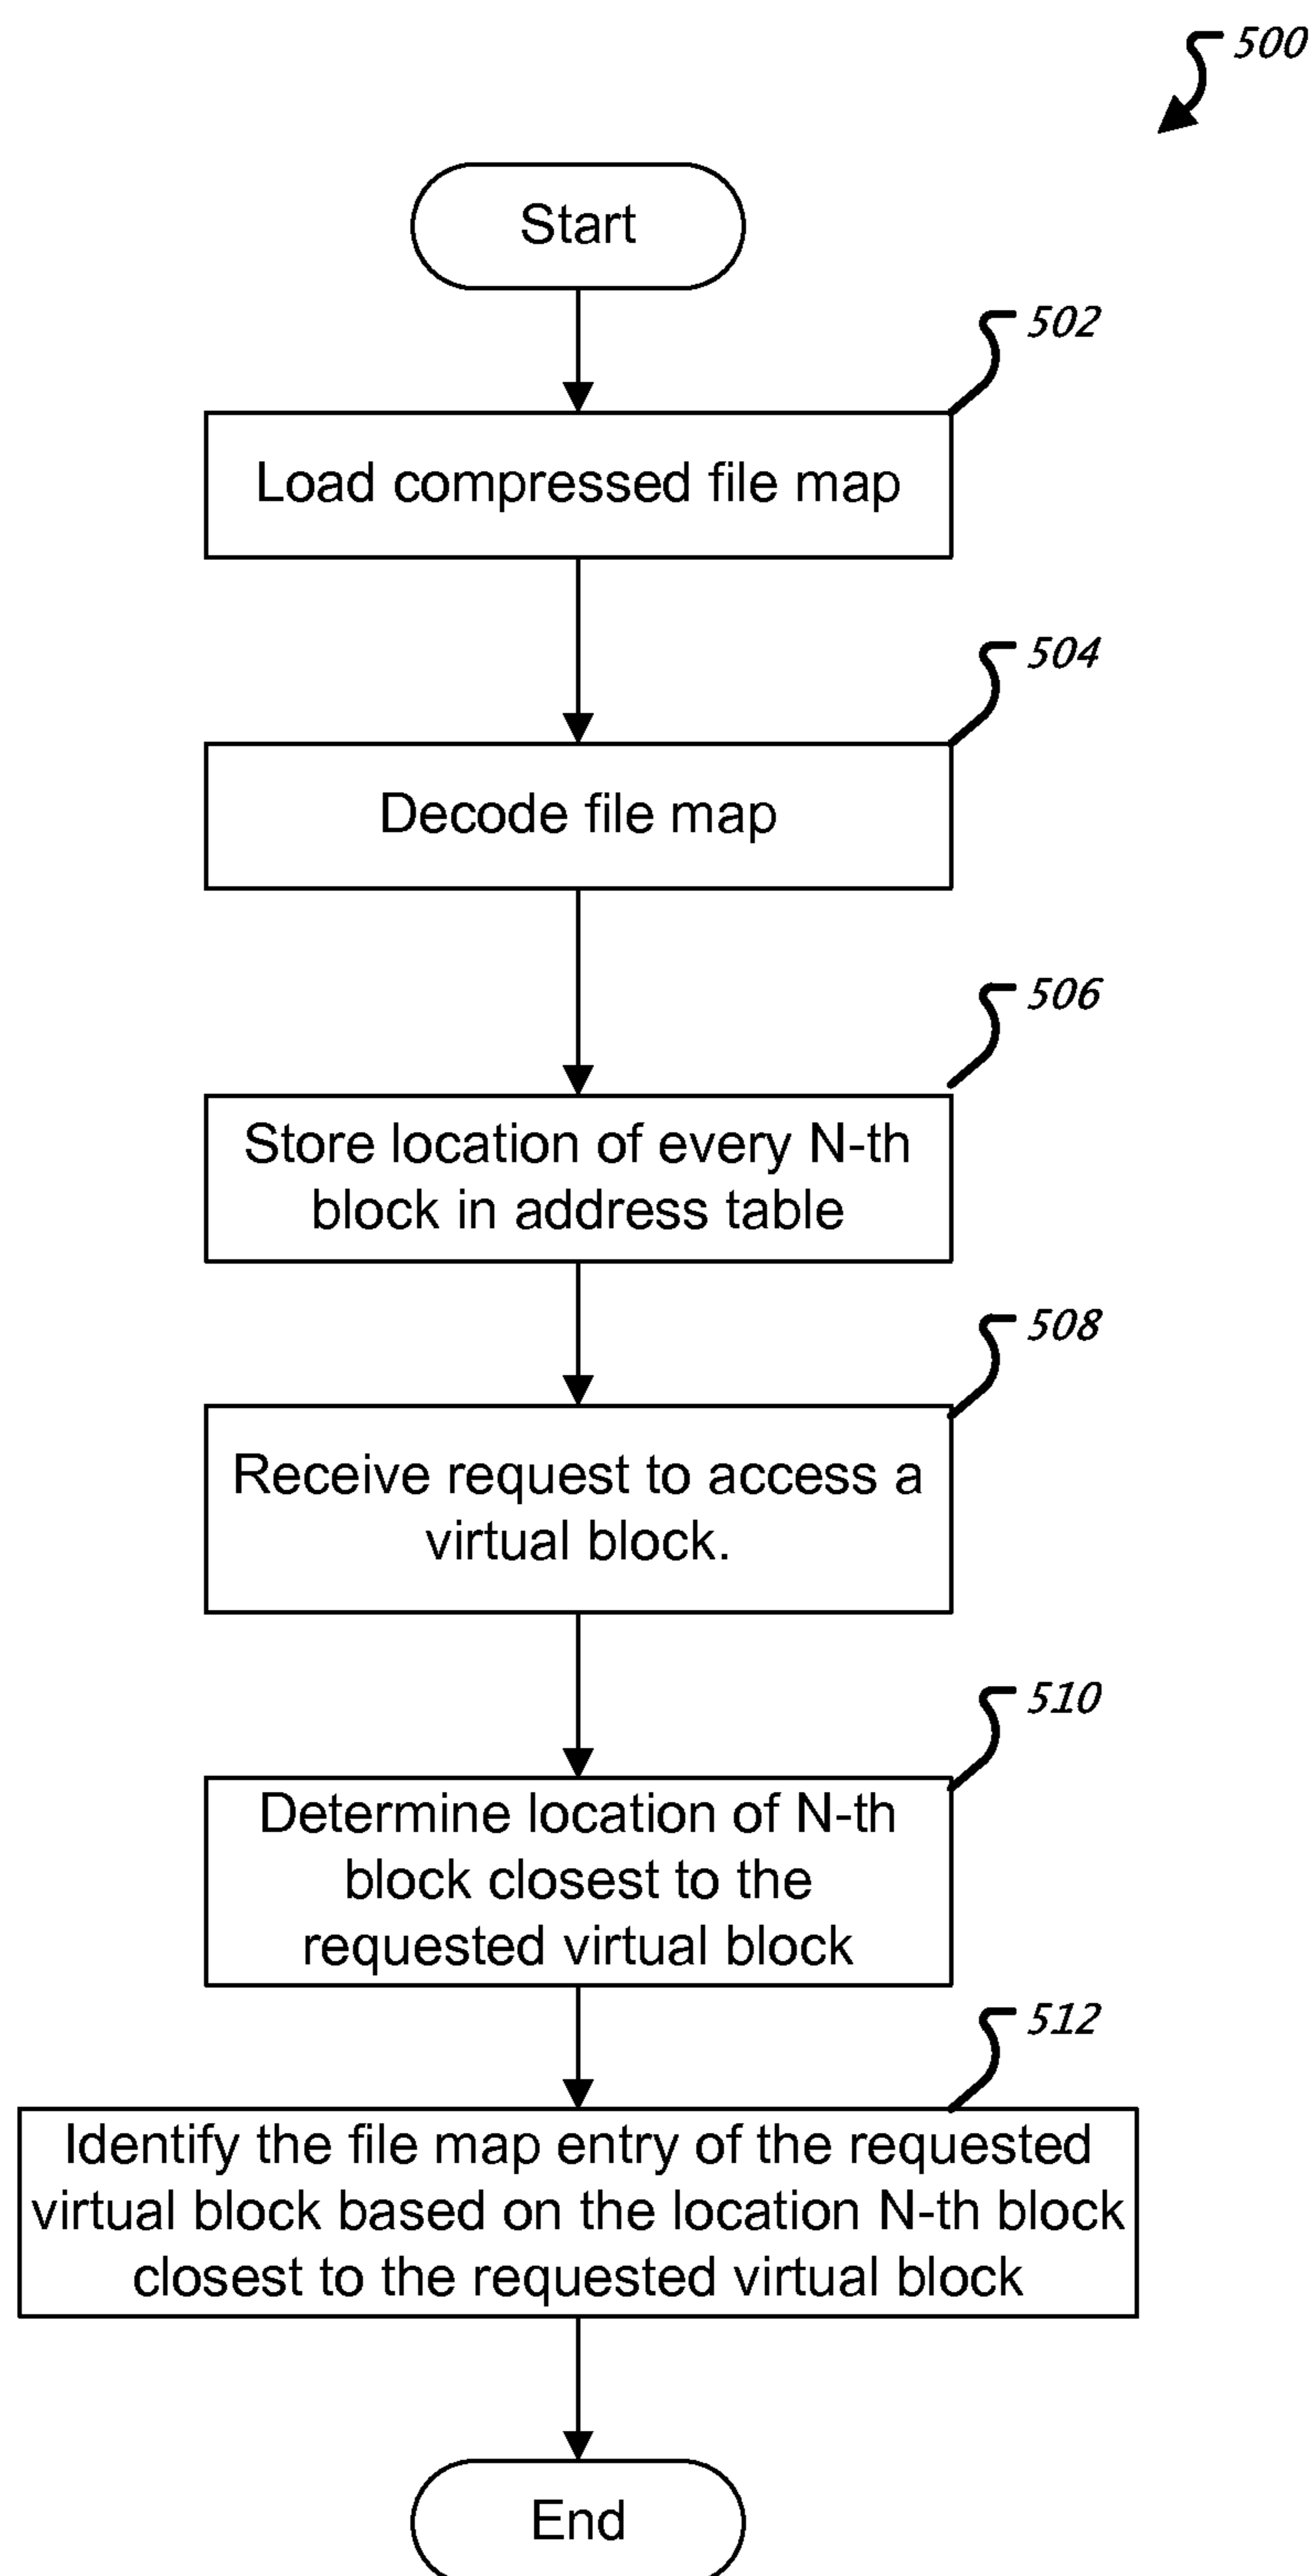 500
Start
502
Load compressed file map
504
Decode file map
506
Store location of every N-th
block in address table
508
Receive request to access a
virtual block.
510
Determine location of N-th
block closest to the
requested virtual block
512
Identify the file map entry of the requested
virtual block based on the location N-th block
closest to the requested virtual block
End